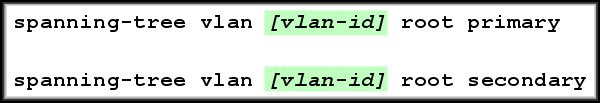 spanning-tree vlan [vlan-id] root primary
spanning-tree vlan [vlan-id] root secondary